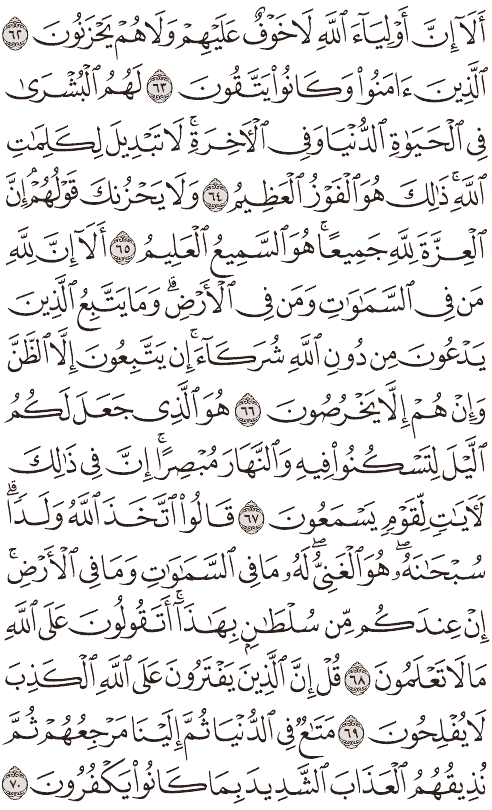 أَلَآ إِنَّ أَوْلِيَآءَ ٱللَّهِ لَا خَوْفٌ عَلَيْهِمْ وَلَا هُمْ يَحْزَنُونَ ٦٢
ٱلَّذِينَ ءَامَنُوا۟ وَكَانُوا۟ يَتَّقُونَ ٦٣ لَهُمُ ٱلْبُشْرَىٰ
فِى ٱلْحَيَوٰةِ ٱلدُّنْيَا وَفِى ٱلْءَاخِرَةِ ۚ لَا تَبْدِيلَ لِكَلِمَٰتِ
ٱللَّهِ ۚ ذَٰلِكَ هُوَ ٱلْفَوْزُ ٱلْعَظِيمُ ٦٤ وَلَا يَحْزُنكَ قَوْلُهُمْ ۘ إِنَّ
ٱلْعِزَّةَ لِلَّهِ جَمِيعًا ۚ هُوَ ٱلسَّمِيعُ ٱلْعَلِيمُ ٦٥ أَلَآ إِنَّ لِلَّهِ
مَن فِى ٱلسَّمَٰوَٰتِ وَمَن فِى ٱلْأَرْضِ ۗ وَمَا يَتَّبِعُ ٱلَّذِينَ
يَدْعُونَ مِن دُونِ ٱللَّهِ شُرَكَآءَ ۚ إِن يَتَّبِعُونَ إِلَّا ٱلظَّنَّ
وَإِنْ هُمْ إِلَّا يَخْرُصُونَ ٦٦ هُوَ ٱلَّذِى جَعَلَ لَكُمُ
ٱلَّيْلَ لِتَسْكُنُوا۟ فِيهِ وَٱلنَّهَارَ مُبْصِرًا ۚ إِنَّ فِى ذَٰلِكَ
لَءَايَٰتٍ لِّقَوْمٍ يَسْمَعُونَ ٦٧ قَالُوا۟ ٱتَّخَذَ ٱللَّهُ وَلَدًا ۗ
سُبْحَٰنَهُۥ ۖ هُوَ ٱلْغَنِىُّ ۖ لَهُۥ مَا فِى ٱلسَّمَٰوَٰتِ وَمَا فِى ٱلْأَرْضِ ۚ
إِنْ عِندَكُم مِّن سُلْطَٰنٍۭ بِهَٰذَآ ۚ أَتَقُولُونَ عَلَى ٱللَّهِ
مَا لَا تَعْلَمُونَ ٦٨ قُلْ إِنَّ ٱلَّذِينَ يَفْتَرُونَ عَلَى ٱللَّهِ ٱلْكَذِبَ
لَا يُفْلِحُونَ ٦٩ مَتَٰعٌ فِى ٱلدُّنْيَا ثُمَّ إِلَيْنَا مَرْجِعُهُمْ ثُمَّ
نُذِيقُهُمُ ٱلْعَذَابَ ٱلشَّدِيدَ بِمَا كَانُوا۟ يَكْفُرُونَ ٧٠